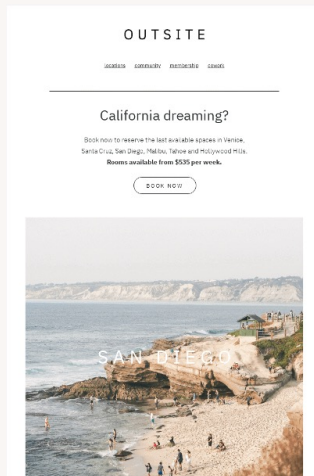 OUTSITE
locations community membership careers
California dreaming?
Book now to reserve the last available spaces in Venice,
Santa Cruz, San Diego, Malibu, Tahoe and Hollywood Hills.
Rooms available from $535 per week.
BOOK NOW
SAN DIEGO